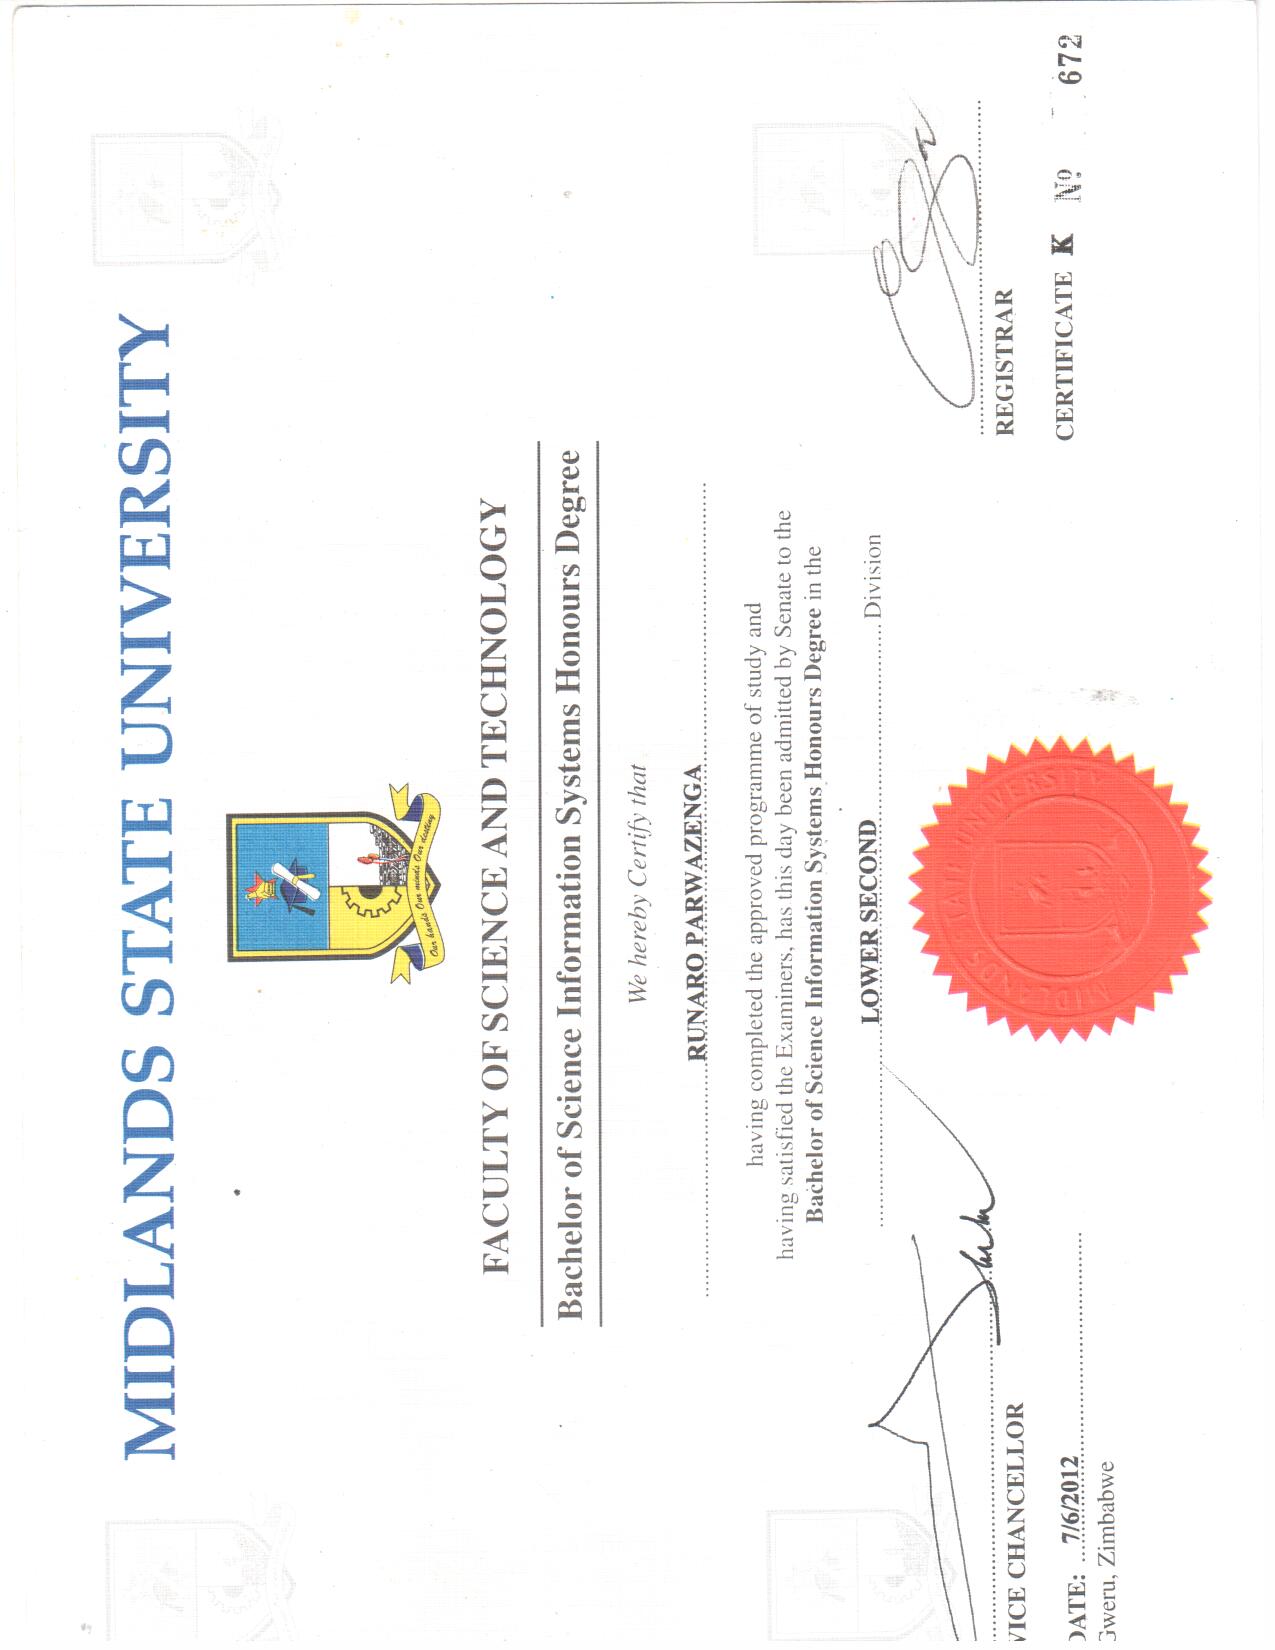 MIDLANDS STATE UNIVERSITY
Our hands Our minds Our destiny
FACULTY OF SCIENCE AND TECHNOLOGY
Bachelor of Science Information Systems Honours Degree
We hereby Certify that
RUNARO PARWAZENGA
having completed the approved programme of study and
having satisfied the Examiners, has this day been admitted by Senate to the
Bachelor of Science Information Systems Honours Degree in the
LOWER SECOND Division
MIDLANDS STATE UNIVERSITY
VICE CHANCELLOR
REGISTRAR
DATE: 7/6/2012
CERTIFICATE K Nº 672
Gweru, Zimbabwe